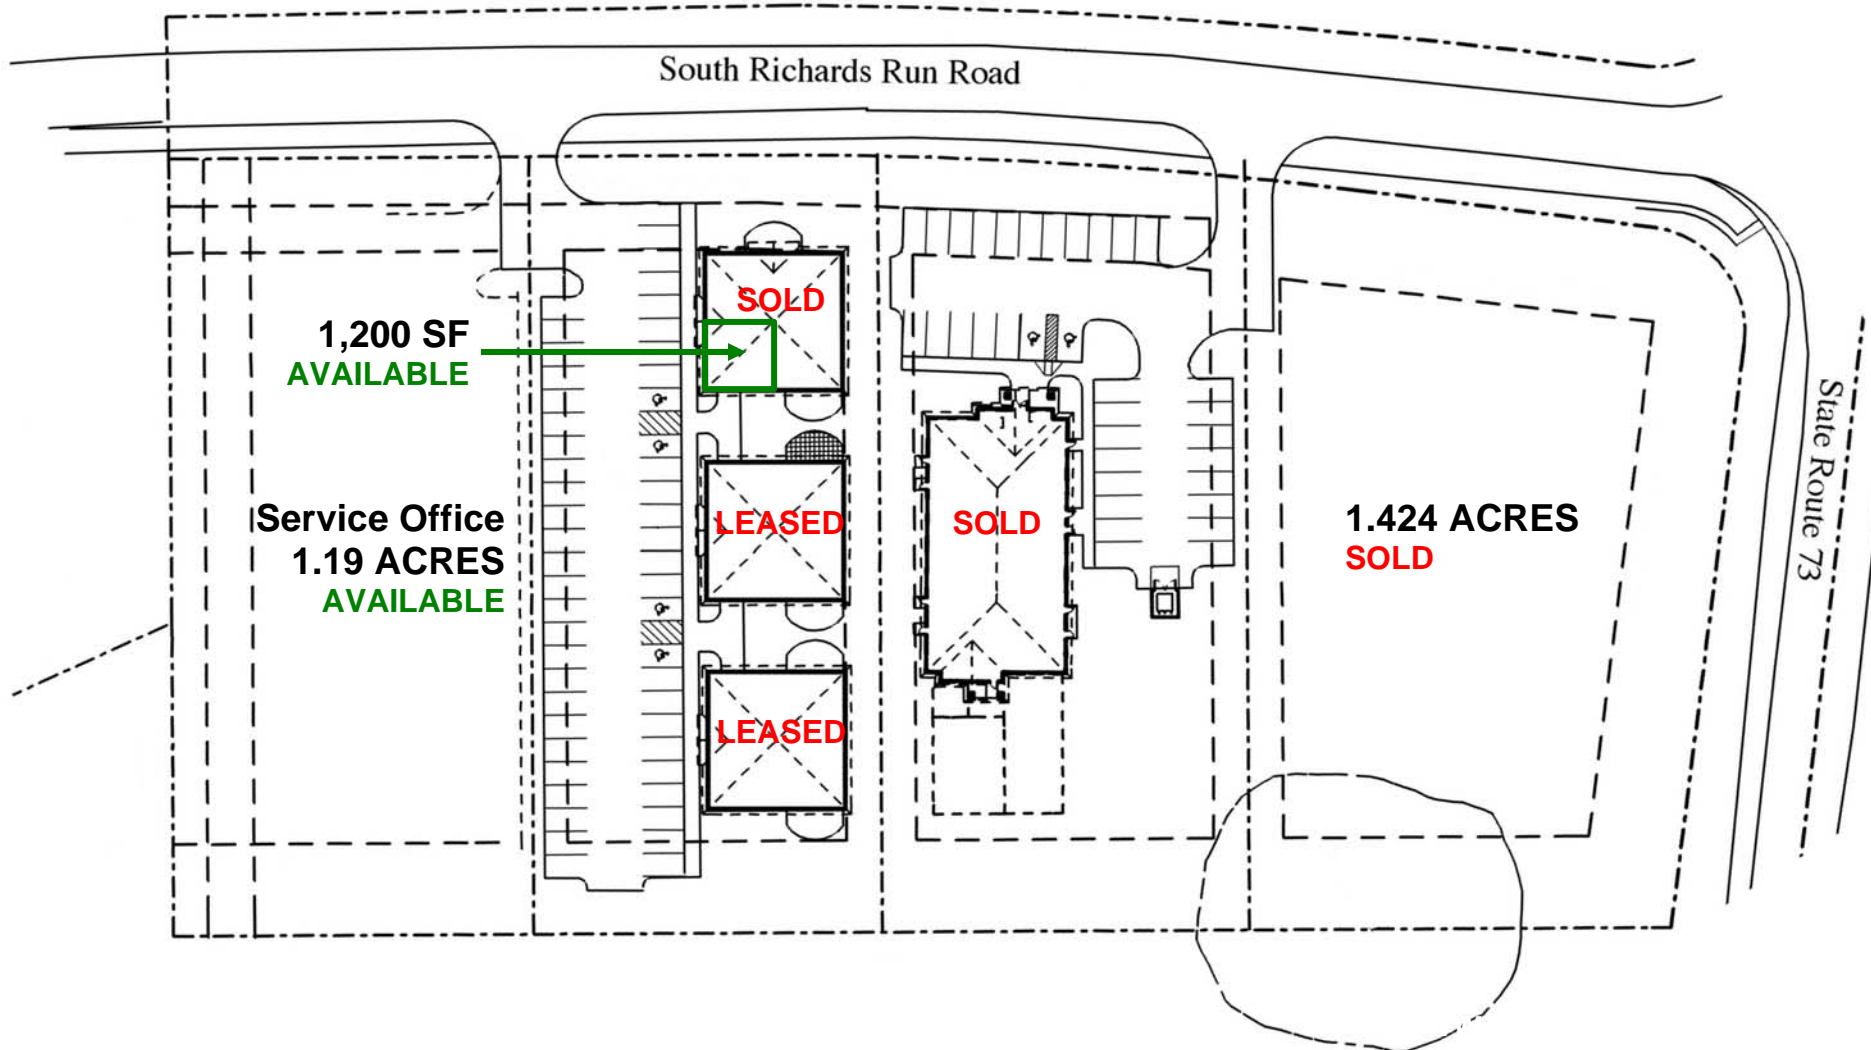 South Richards Run Road
SOLD
1,200 SF
AVAILABLE
Service Office
1.19 ACRES
AVAILABLE
LEASED
LEASED
SOLD
1.424 ACRES
SOLD
State Route 73